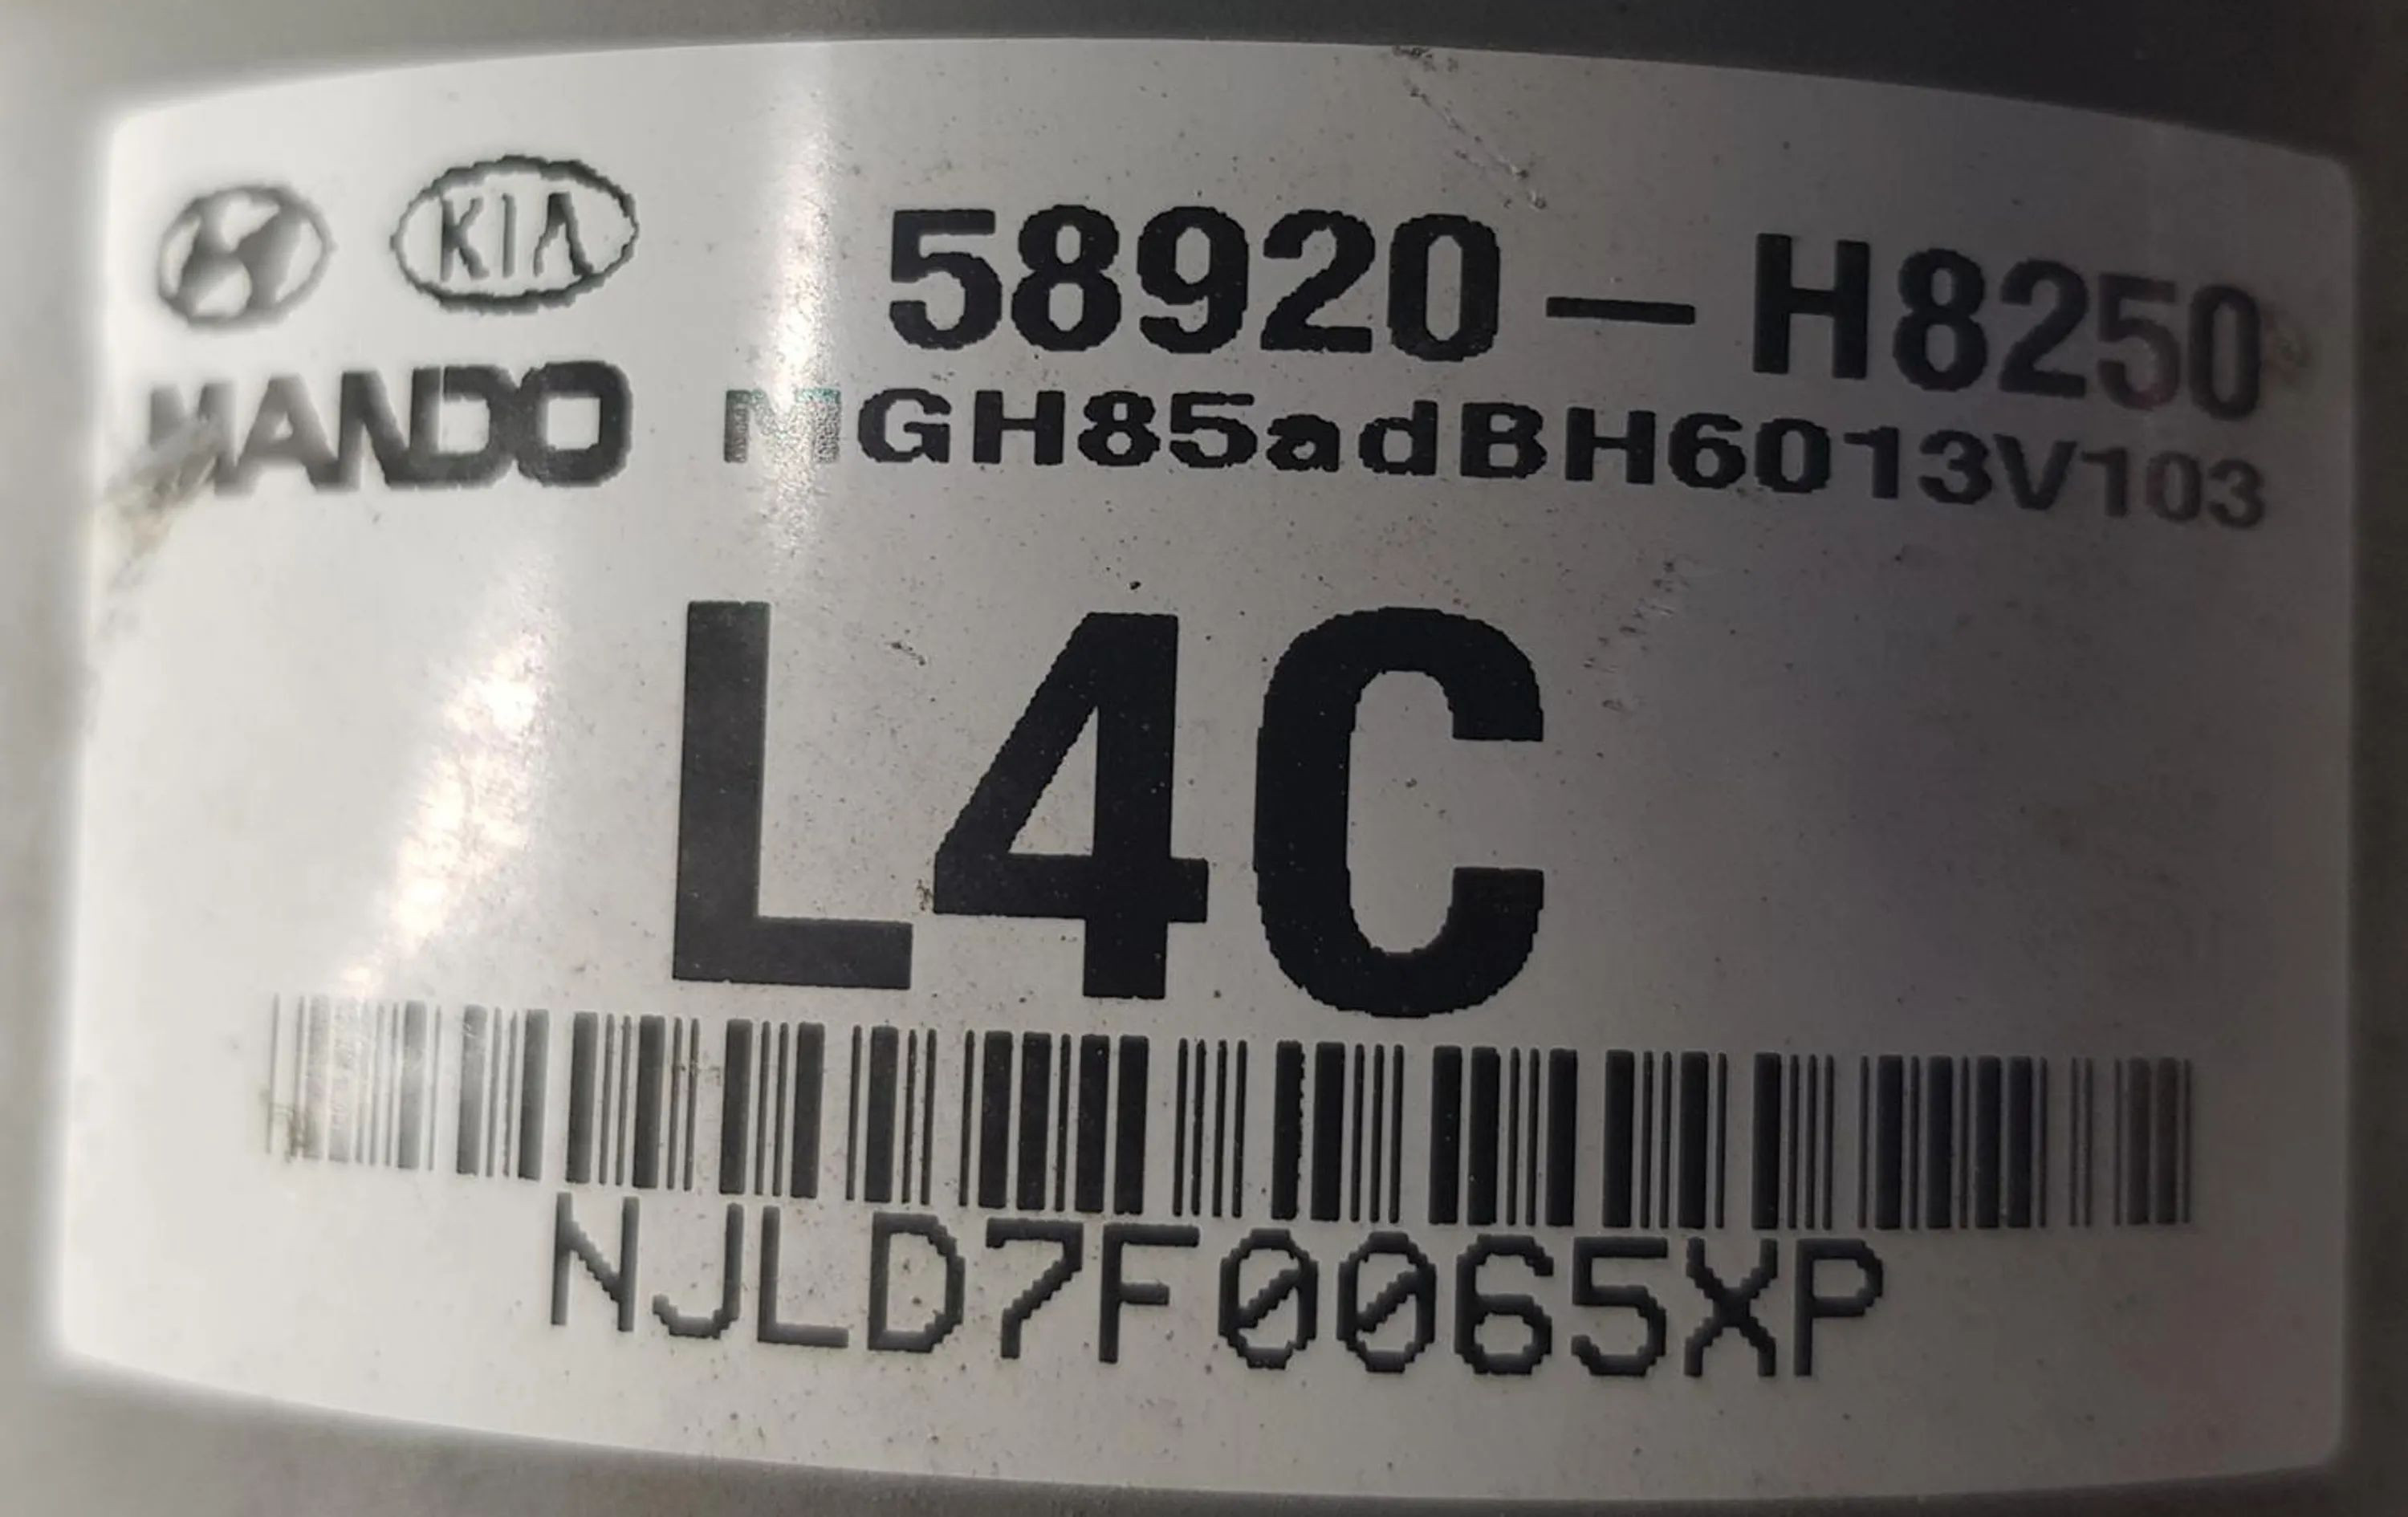 KIA 58920-H8250
MANDO MGH85adBH6013V103
L4C
NJLD7F0065XP